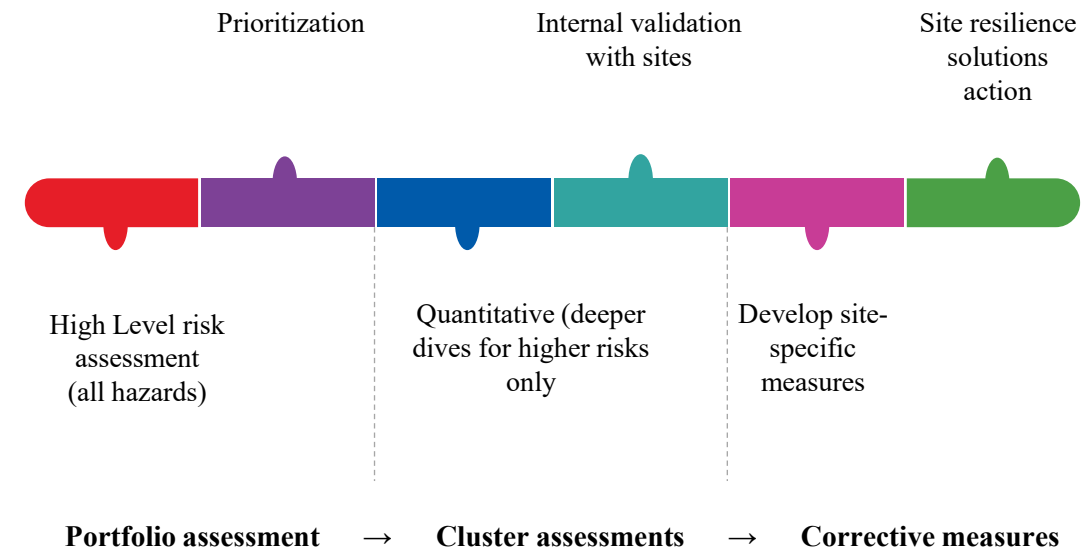 Prioritization
Internal validation
with sites
Site resilience
solutions
action
High Level risk
assessment
(all hazards)
Quantitative (deeper
dives for higher risks
only
Develop site-
specific
measures
Portfolio assessment → Cluster assessments → Corrective measures